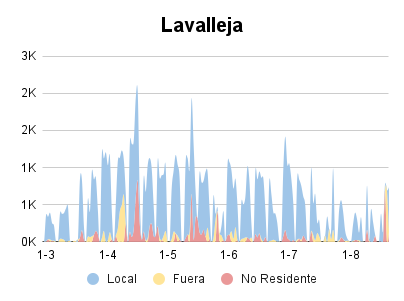 Lavalleja
3K
2K
2K
1K
1K
0K
1-3 1-4 1-5 1-6 1-7 1-8
Local Fuera No Residente